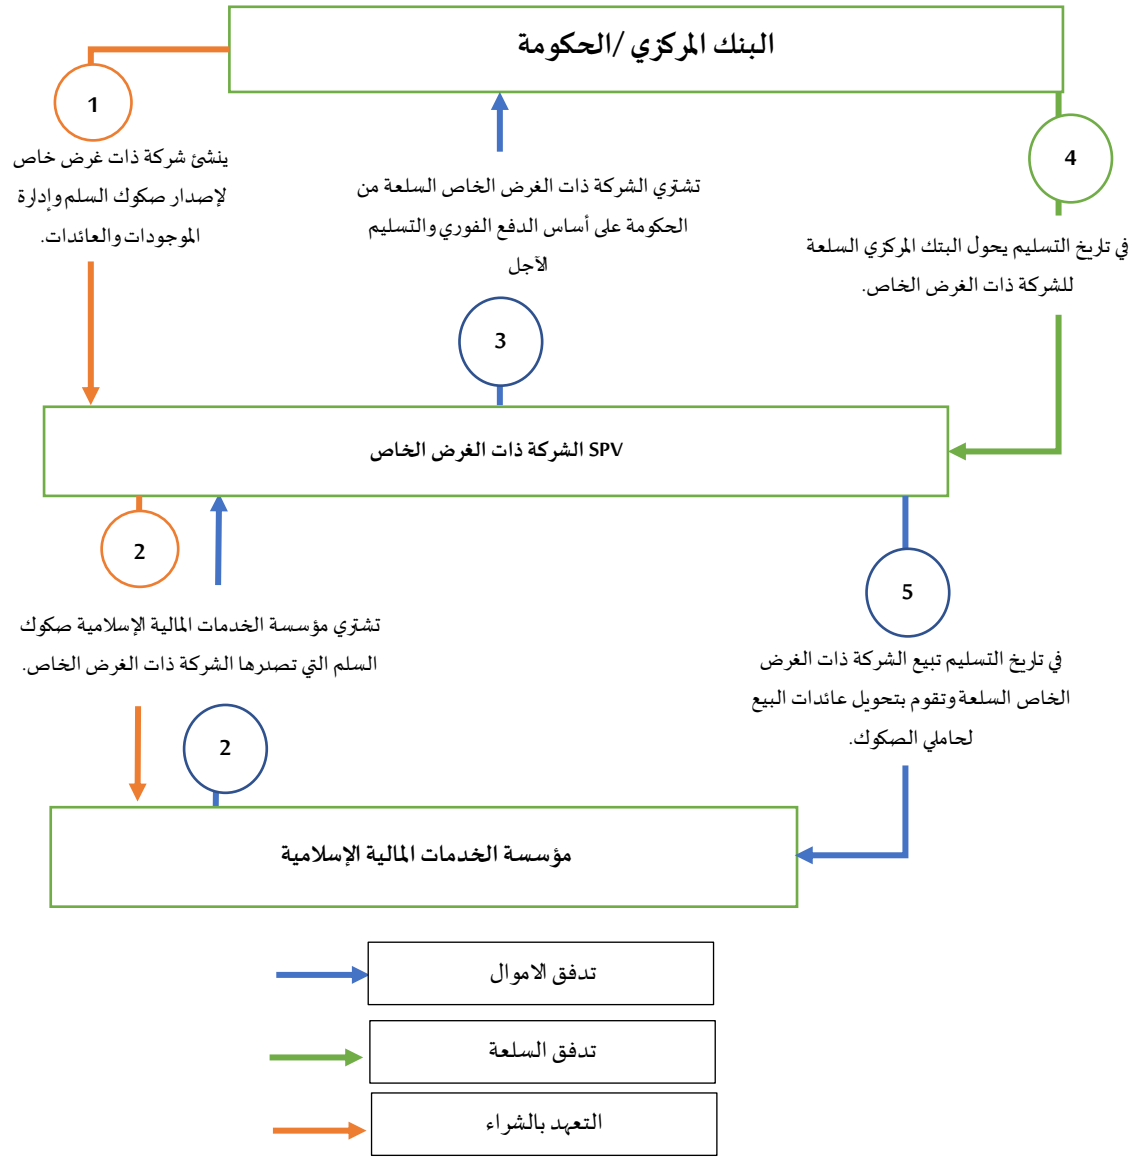 البنك المركزي /الحكومة
1
ينشئ شركة ذات غرض خاص
لإصدار صكوك السلم وإدارة
الموجودات والعائدات.
تشتري الشركة ذات الغرض الخاص السلعة من
الحكومة على أساس الدفع الفوري والتسليم
الآجل
3
4
في تاريخ التسليم يحول البتك المركزي السلعة
للشركة ذات الغرض الخاص.
SPV الشركة ذات الغرض الخاص
2
تشتري مؤسسة الخدمات المالية الإسلامية صكوك
السلم التي تصدرها الشركة ذات الغرض الخاص.
2
5
في تاريخ التسليم تبيع الشركة ذات الغرض
الخاص السلعة وتقوم بتحويل عائدات البيع
لحاملي الصكوك.
مؤسسة الخدمات المالية الإسلامية
تدفق الاموال
تدفق السلعة
التعهد بالشراء